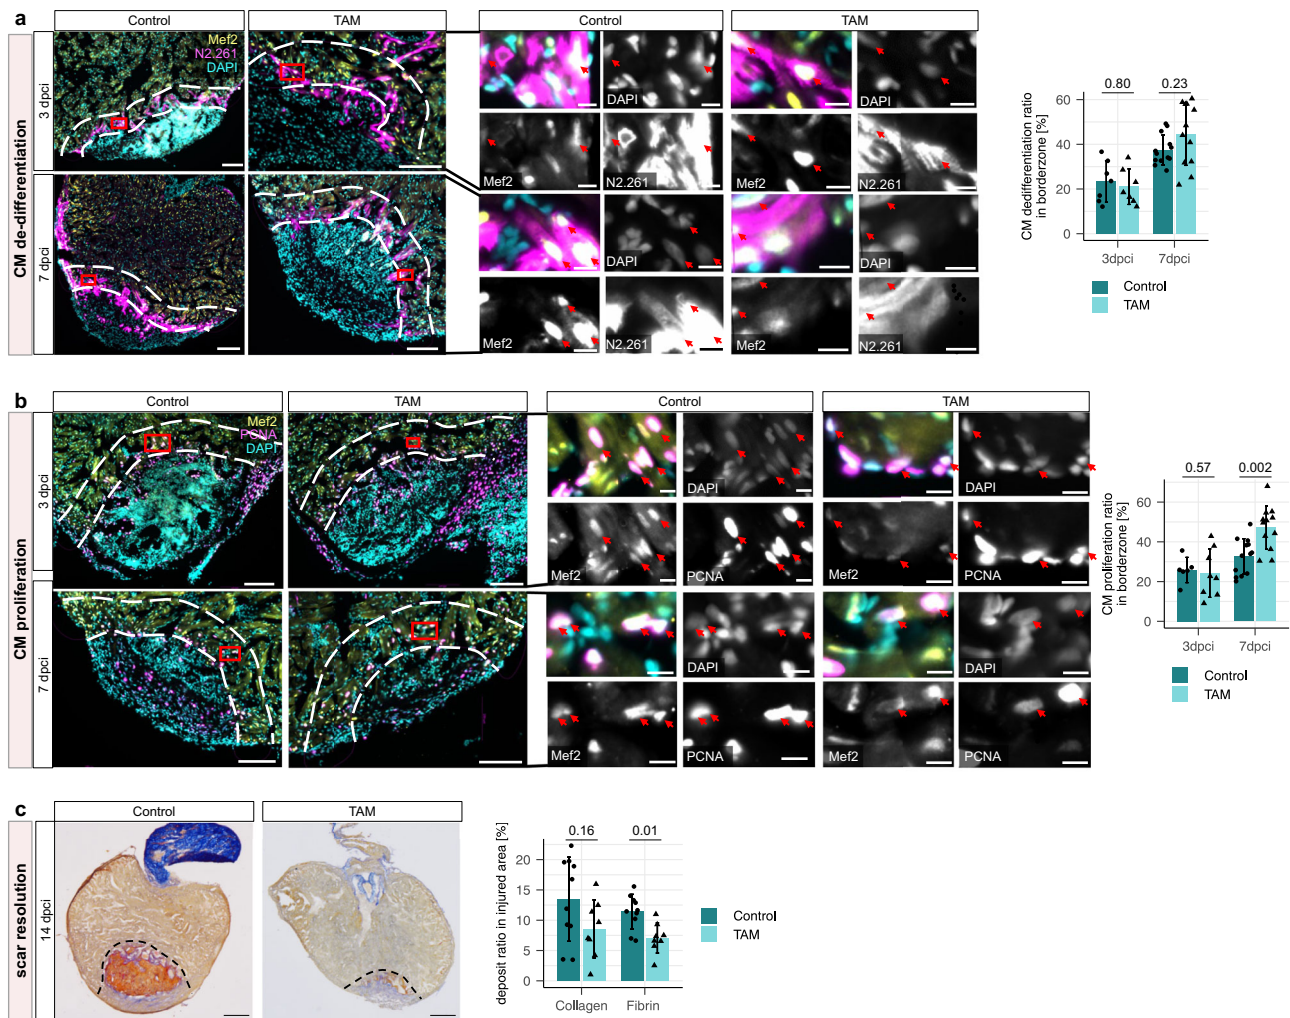 a
Control
TAM
Control
TAM
CM de-differentiation
3 dpci
7 dpci
Mef2
N2.261
DAPI
DAPI
DAPI
Mef2
N2.261
Mef2
N2.261
DAPI
DAPI
Mef2
N2.261
Mef2
N2.261
CM dedifferentiation ratio
in borderzone [%]
0.80
0.23
60
40
20
0
3dpci
7dpci
Control
TAM
b
Control
TAM
Control
TAM
CM proliferation
3 dpci
7 dpci
Mef2
PCNA
DAPI
DAPI
DAPI
Mef2
PCNA
Mef2
PCNA
DAPI
DAPI
Mef2
PCNA
Mef2
PCNA
CM proliferation ratio
in borderzone [%]
0.57
0.002
60
40
20
0
3dpci
7dpci
Control
TAM
c
Control
TAM
scar resolution
14 dpci
deposit ratio in injured area [%]
0.16
0.01
20
15
10
5
0
Collagen
Fibrin
Control
TAM